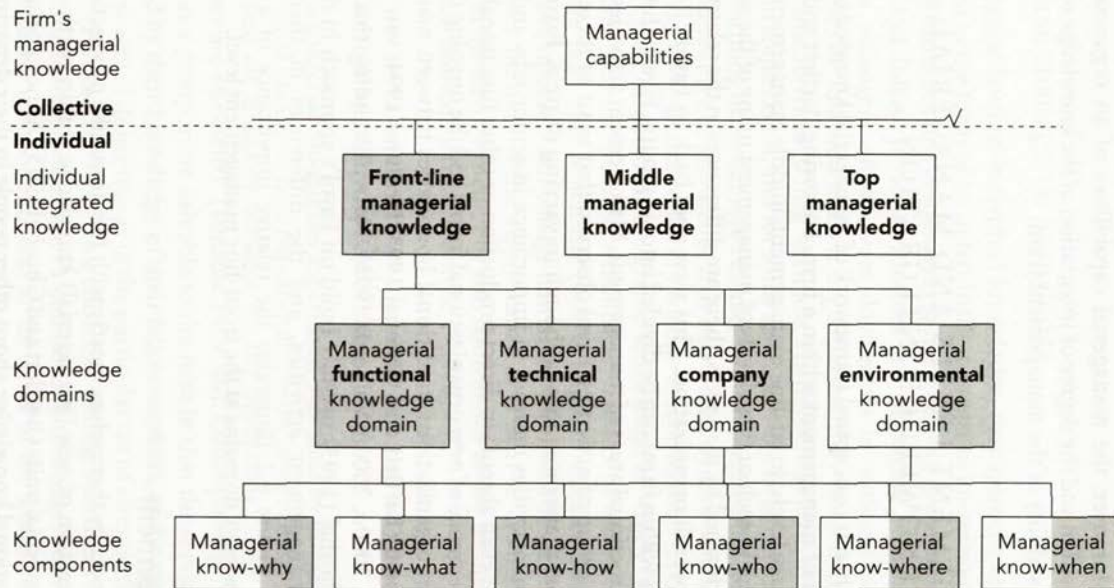 Firm's
managerial
knowledge
Managerial
capabilities
Collective
Individual
Individual
integrated
knowledge
Front-line
managerial
knowledge
Middle
managerial
knowledge
Top
managerial
knowledge
Knowledge
domains
Managerial
functional
knowledge
domain
Managerial
technical
knowledge
domain
Managerial
company
knowledge
domain
Managerial
environmental
knowledge
domain
Knowledge
components
Managerial
know-why
Managerial
know-what
Managerial
know-how
Managerial
know-who
Managerial
know-where
Managerial
know-when